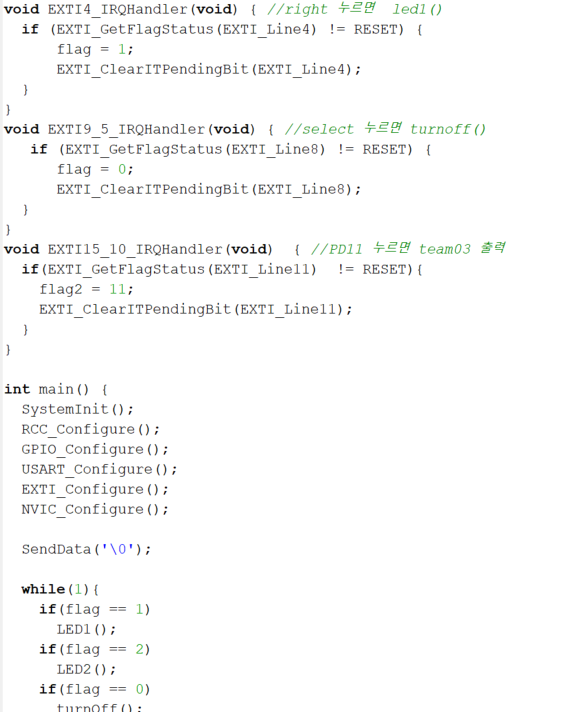 void EXTI4_IRQHandler(void) { //right 누르면  led1()
  if (EXTI_GetFlagStatus(EXTI_Line4) != RESET) {
      flag = 1;
      EXTI_ClearITPendingBit(EXTI_Line4);
  }
}
void EXTI9_5_IRQHandler(void) { //select 누르면 turnoff()
   if (EXTI_GetFlagStatus(EXTI_Line8) != RESET) {
      flag = 0;
      EXTI_ClearITPendingBit(EXTI_Line8);
  }
}
void EXTI15_10_IRQHandler(void)  { //PD11 누르면 team03 출력
  if(EXTI_GetFlagStatus(EXTI_Line11)  != RESET){
    flag2 = 11;
    EXTI_ClearITPendingBit(EXTI_Line11);
  }
}

int main() {
  SystemInit();
  RCC_Configure();
  GPIO_Configure();
  USART_Configure();
  EXTI_Configure();
  NVIC_Configure();

  SendData('\0');

  while(1){
    if(flag == 1)
      LED1();
    if(flag == 2)
      LED2();
    if(flag == 0)
      turnOff();